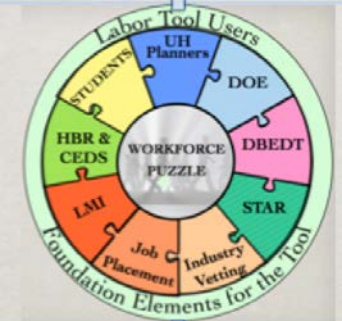 Labor Tool Users
UH
Planners
DOE
DBEDT
STAR
Industry
Vetting
Job
Placement
LMI
HBR &
CEDS
STUDENTS
WORKFORCE
PUZZLE
Foundation Elements for the Tool